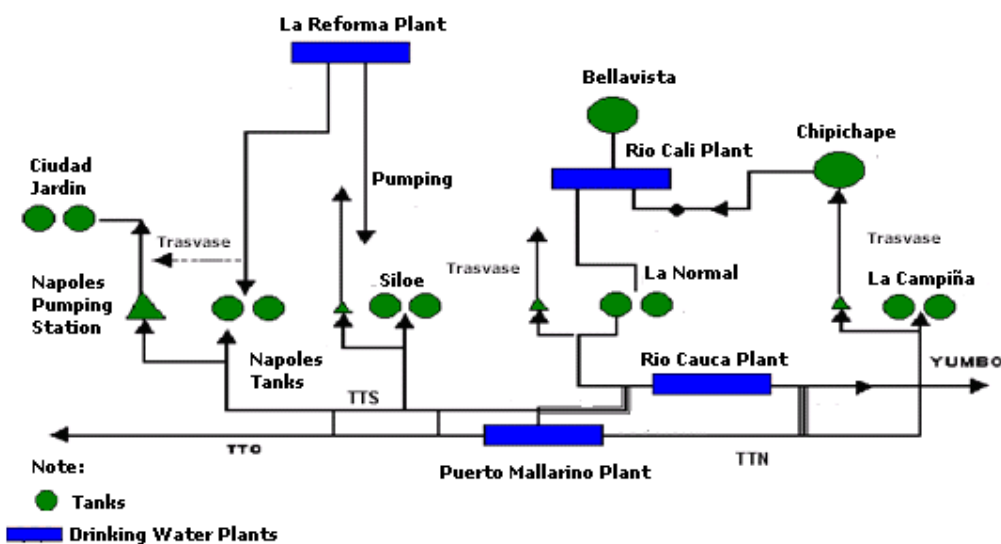 La Reforma Plant
Bellavista
Chipichape
Rio Cali Plant
Ciudad
Jardin
Pumping
Trasvase
Trasvase
Trasvase
Napoles
Pumping
Station
Siloe
La Normal
La Campiña
Napoles
Tanks
Rio Cauca Plant
YUMBO
TTS
TTO
Puerto Mallarino Plant
TTN
Note:
Tanks
Drinking Water Plants